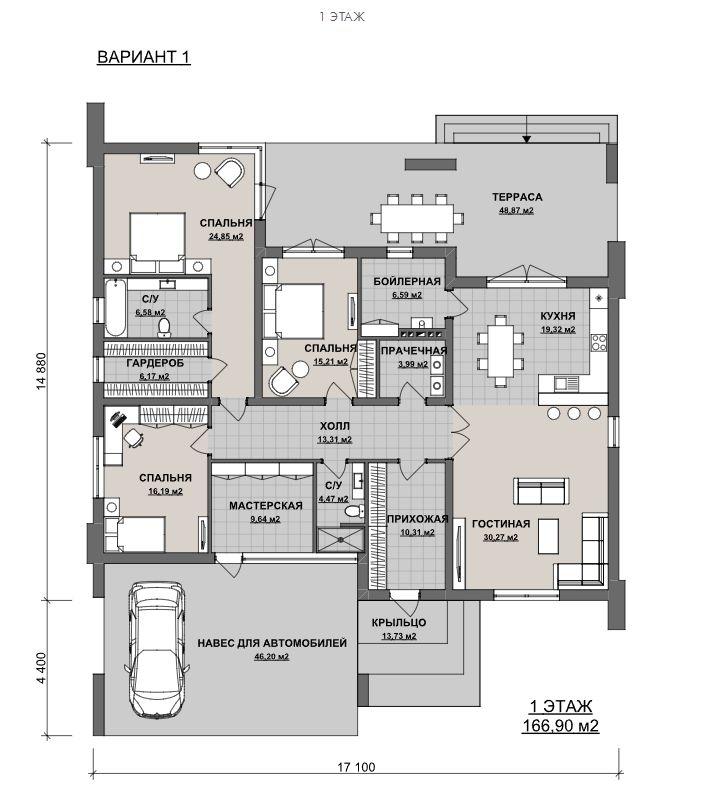 1 ЭТАЖ
ВАРИАНТ 1
ТЕРРАСА
48,87 м2
СПАЛЬНЯ
24,85 м2
БОЙЛЕРНАЯ
6,59 м2
С/У
6,58 м2
КУХНЯ
19,32 м2
СПАЛЬНЯ
15,21 м2
ПРАЧЕЧНАЯ
3,99 м2
ГАРДЕРОБ
6,17 м2
14 880
ХОЛЛ
13,31 м2
СПАЛЬНЯ
16,19 м2
С/У
4,47 м2
МАСТЕРСКАЯ
9,64 м2
ПРИХОЖАЯ
10,31 м2
ГОСТИНАЯ
30,27 м2
КРЫЛЬЦО
13,73 м2
НАВЕС ДЛЯ АВТОМОБИЛЕЙ
46,20 м2
4 400
1 ЭТАЖ
166,90 м2
17 100